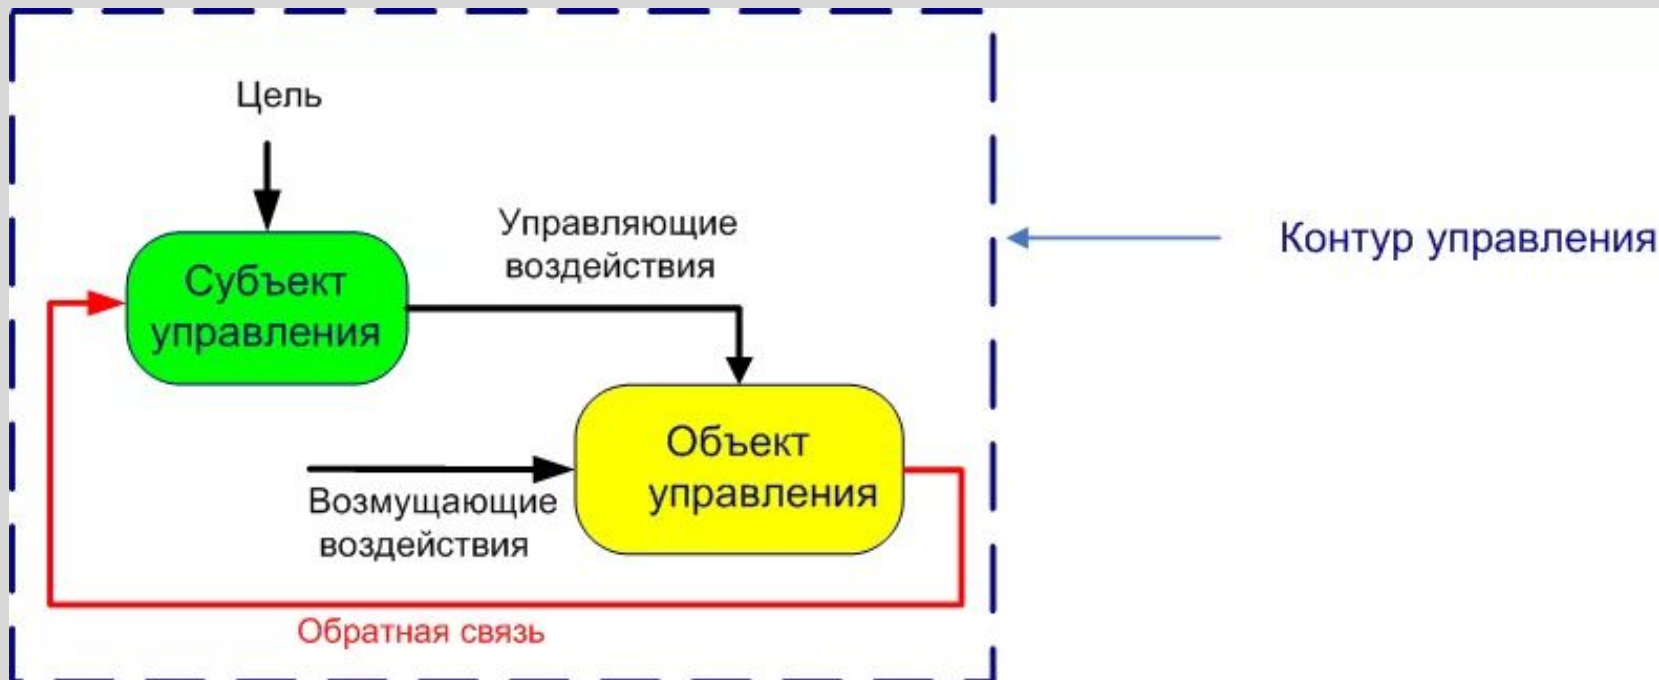 Цель
Управляющие
воздействия
Контур управления
Субъект
управления
Объект
управления
Возмущающие
воздействия
Обратная связь